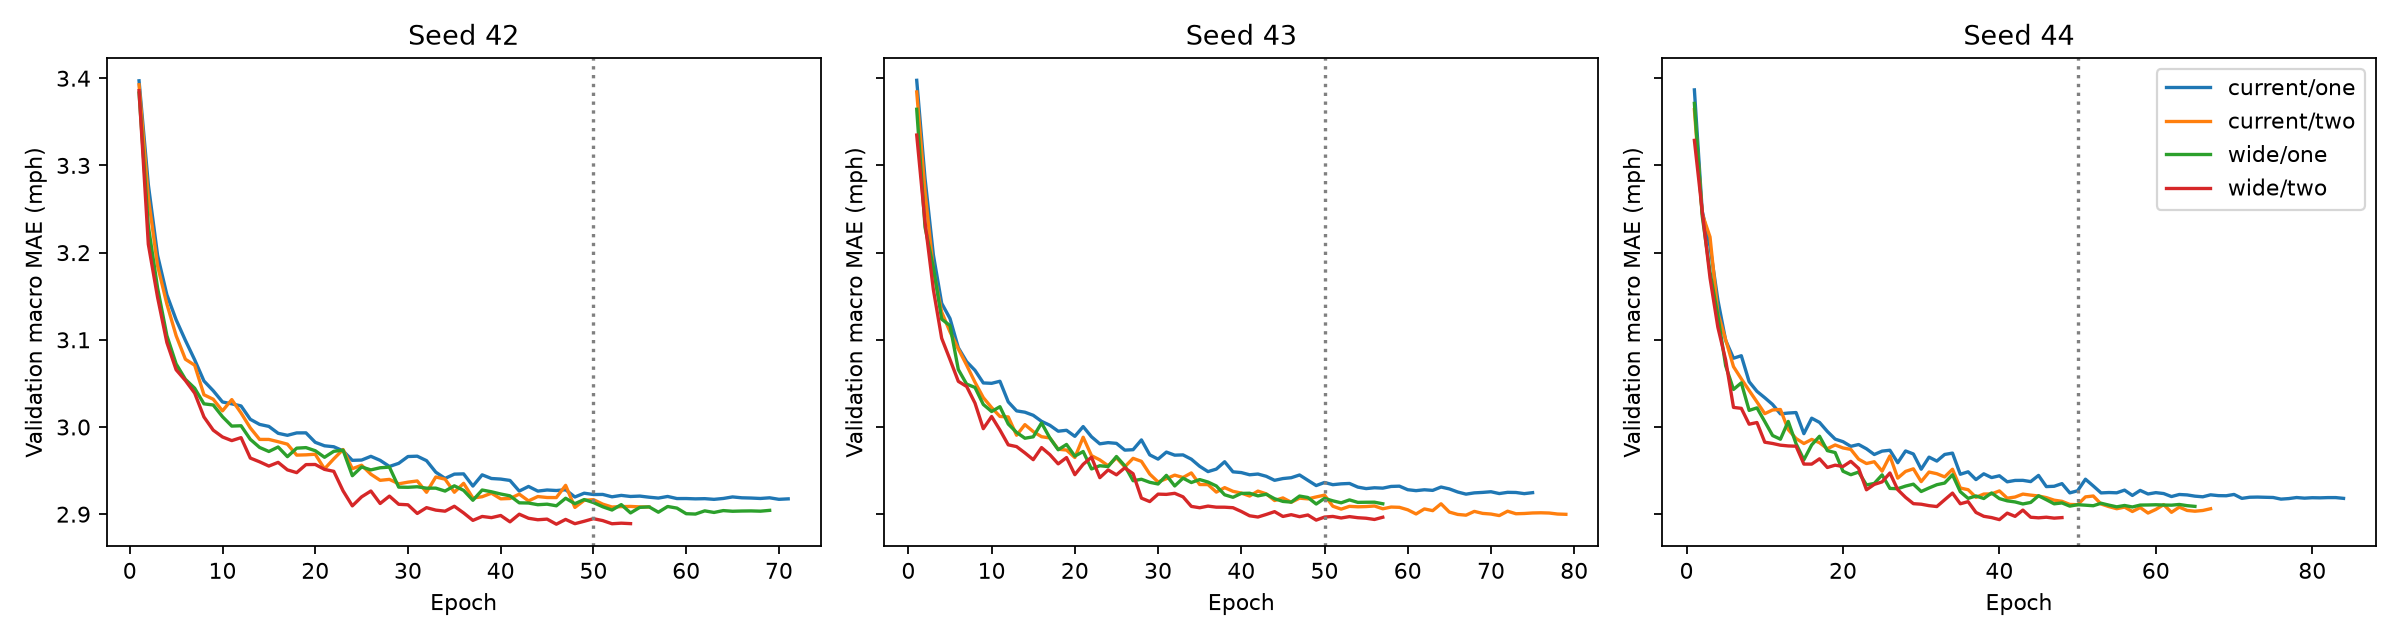 Seed 42
Seed 43
Seed 44
Validation macro MAE (mph)
3.4
3.3
3.2
3.1
3.0
2.9
0 10 20 30 40 50 60 70
Epoch
Validation macro MAE (mph)
0 10 20 30 40 50 60 70 80
Epoch
Validation macro MAE (mph)
current/one
current/two
wide/one
wide/two
0 20 40 60 80
Epoch